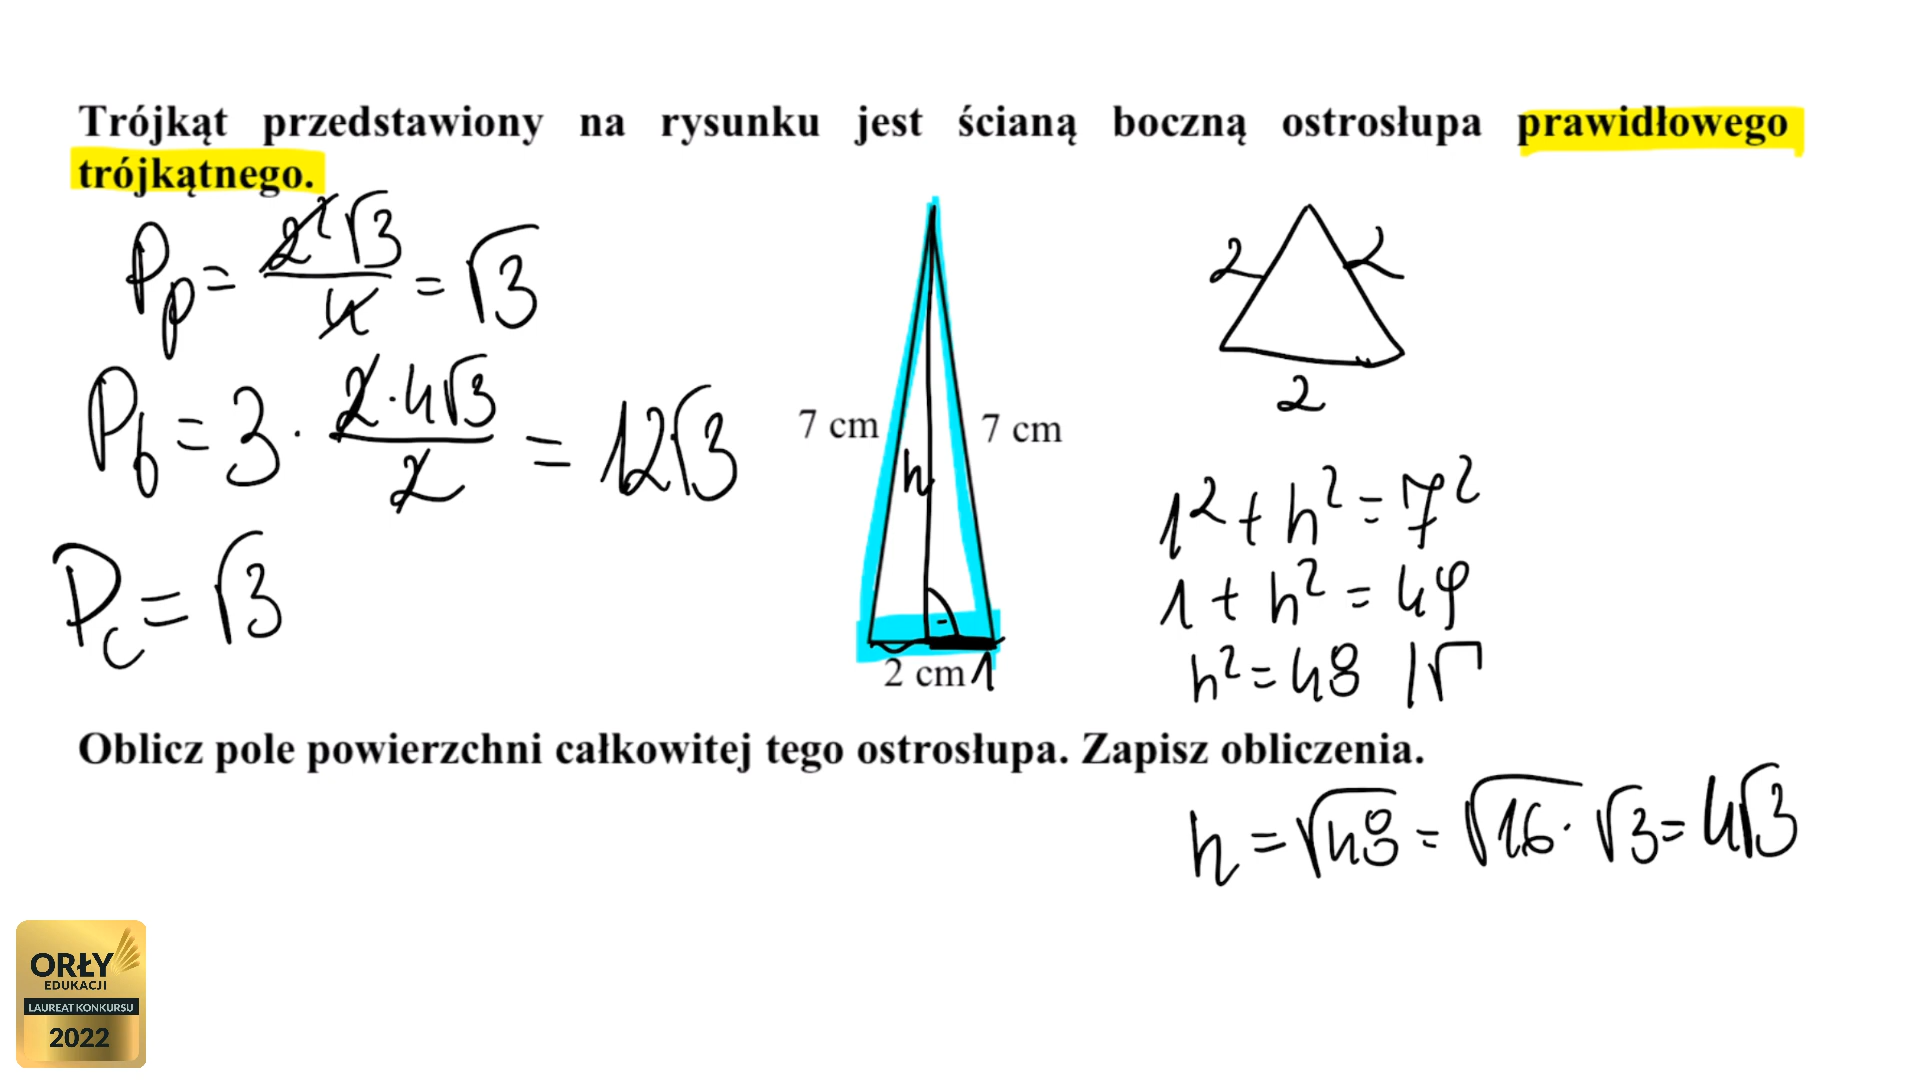 Trójkąt przedstawiony na rysunku jest ścianą boczną ostrosłupa prawidłowego
trójkątnego.
Pp = 2²√3/4 = √3
Pb = 3 · 2·4√3/2 = 12√3
Pc = √3
7 cm
h
7 cm
2 cm
1
2
2
2
1² + h² = 7²
1 + h² = 49
h² = 48 |√
Oblicz pole powierzchni całkowitej tego ostrosłupa. Zapisz obliczenia.
h = √48 = √16 · √3 = 4√3
ORŁY
EDUKACJI
LAUREAT KONKURSU
2022